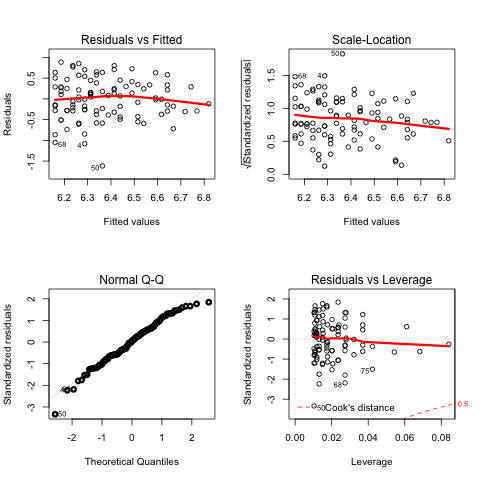 Residuals vs Fitted
Residuals
0.5
-0.5
-1.5
68
4
50
6.2 6.3 6.4 6.5 6.6 6.7 6.8
Fitted values
Scale-Location
√|Standardized residuals|
1.5
1.0
0.5
0.0
50
68
4
6.2 6.3 6.4 6.5 6.6 6.7 6.8
Fitted values
Normal Q-Q
Standardized residuals
2
1
0
-1
-2
-3
68
50
-2 -1 0 1 2
Theoretical Quantiles
Residuals vs Leverage
Standardized residuals
2
1
0
-1
-2
-3
75
68
50
Cook's distance
0.5
0.00 0.02 0.04 0.06 0.08
Leverage